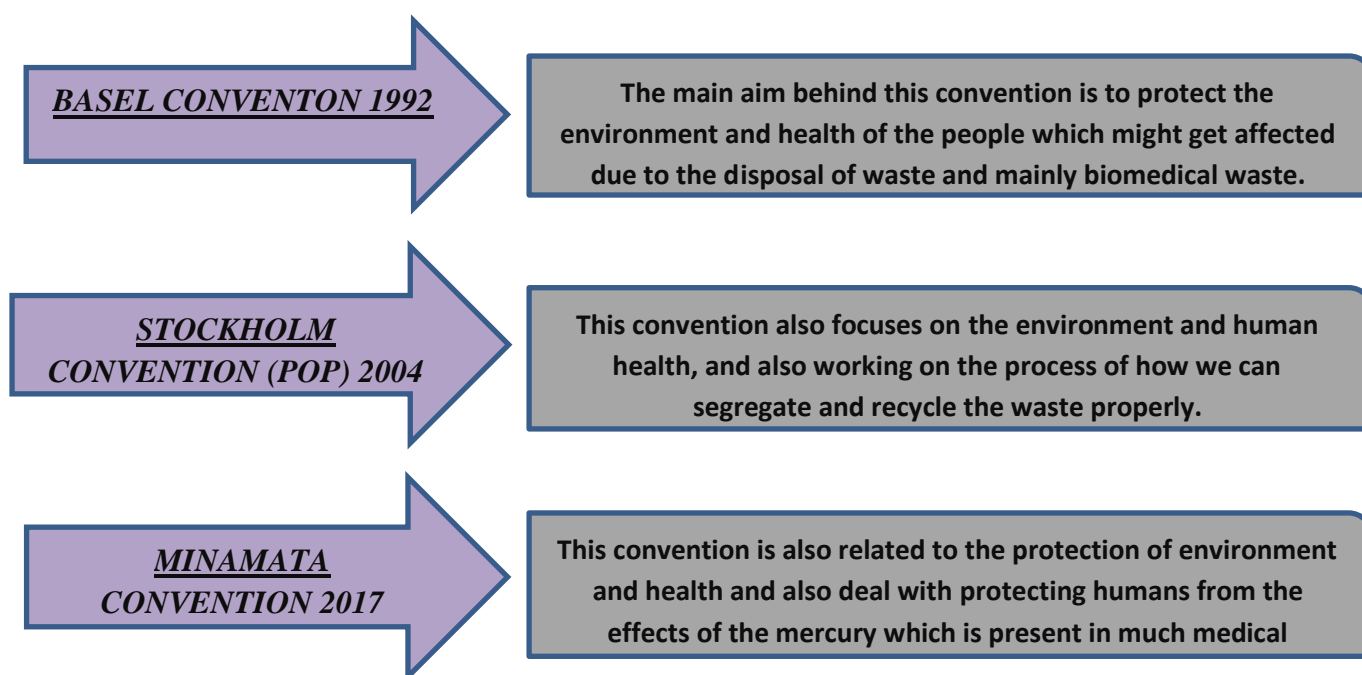 BASEL CONVENTON 1992
The main aim behind this convention is to protect the
environment and health of the people which might get affected
due to the disposal of waste and mainly biomedical waste.
STOCKHOLM
CONVENTION (POP) 2004
This convention also focuses on the environment and human
health, and also working on the process of how we can
segregate and recycle the waste properly.
MINAMATA
CONVENTION 2017
This convention is also related to the protection of environment
and health and also deal with protecting humans from the
effects of the mercury which is present in much medical